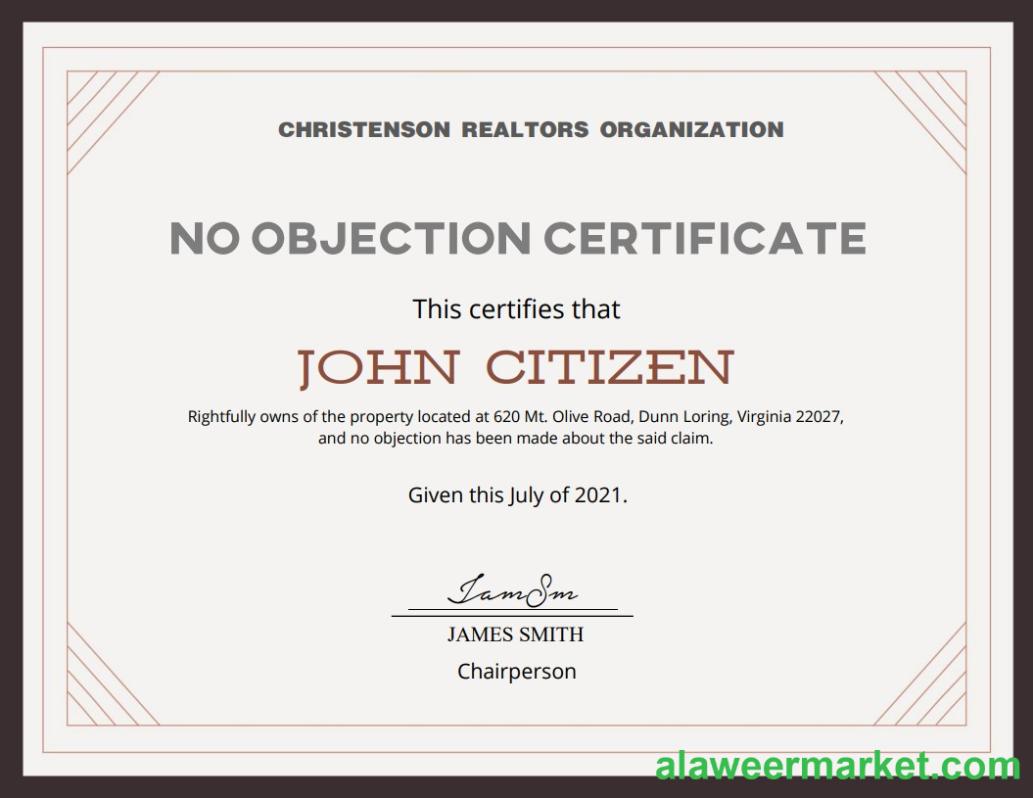 CHRISTENSON REALTORS ORGANIZATION
NO OBJECTION CERTIFICATE
This certifies that
JOHN CITIZEN
Rightfully owns of the property located at 620 Mt. Olive Road, Dunn Loring, Virginia 22027,
and no objection has been made about the said claim.
Given this July of 2021.
JamSm
JAMES SMITH
Chairperson
alaweermarket.com